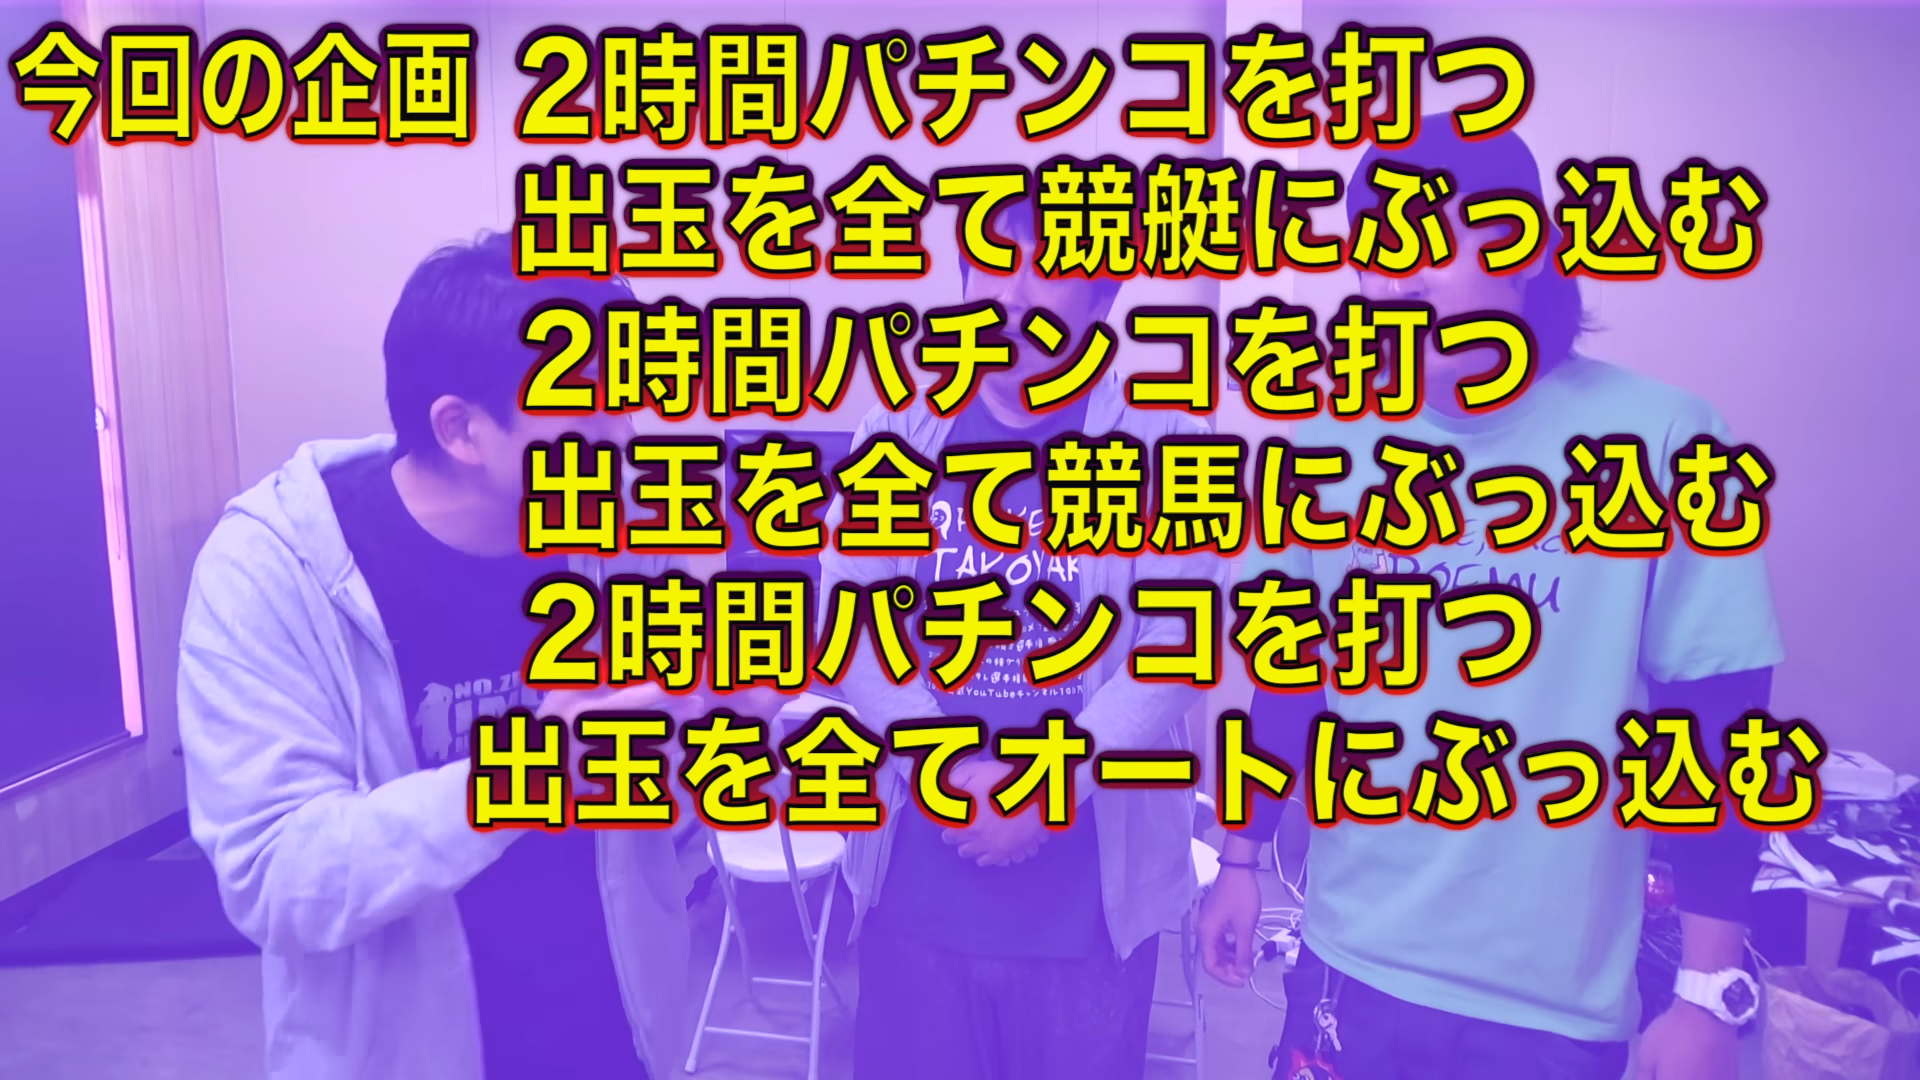 今回の企画 2時間パチンコを打つ
出玉を全て競艇にぶっ込む
2時間パチンコを打つ
出玉を全て競馬にぶっ込む
2時間パチンコを打つ
出玉を全てオートにぶっ込む